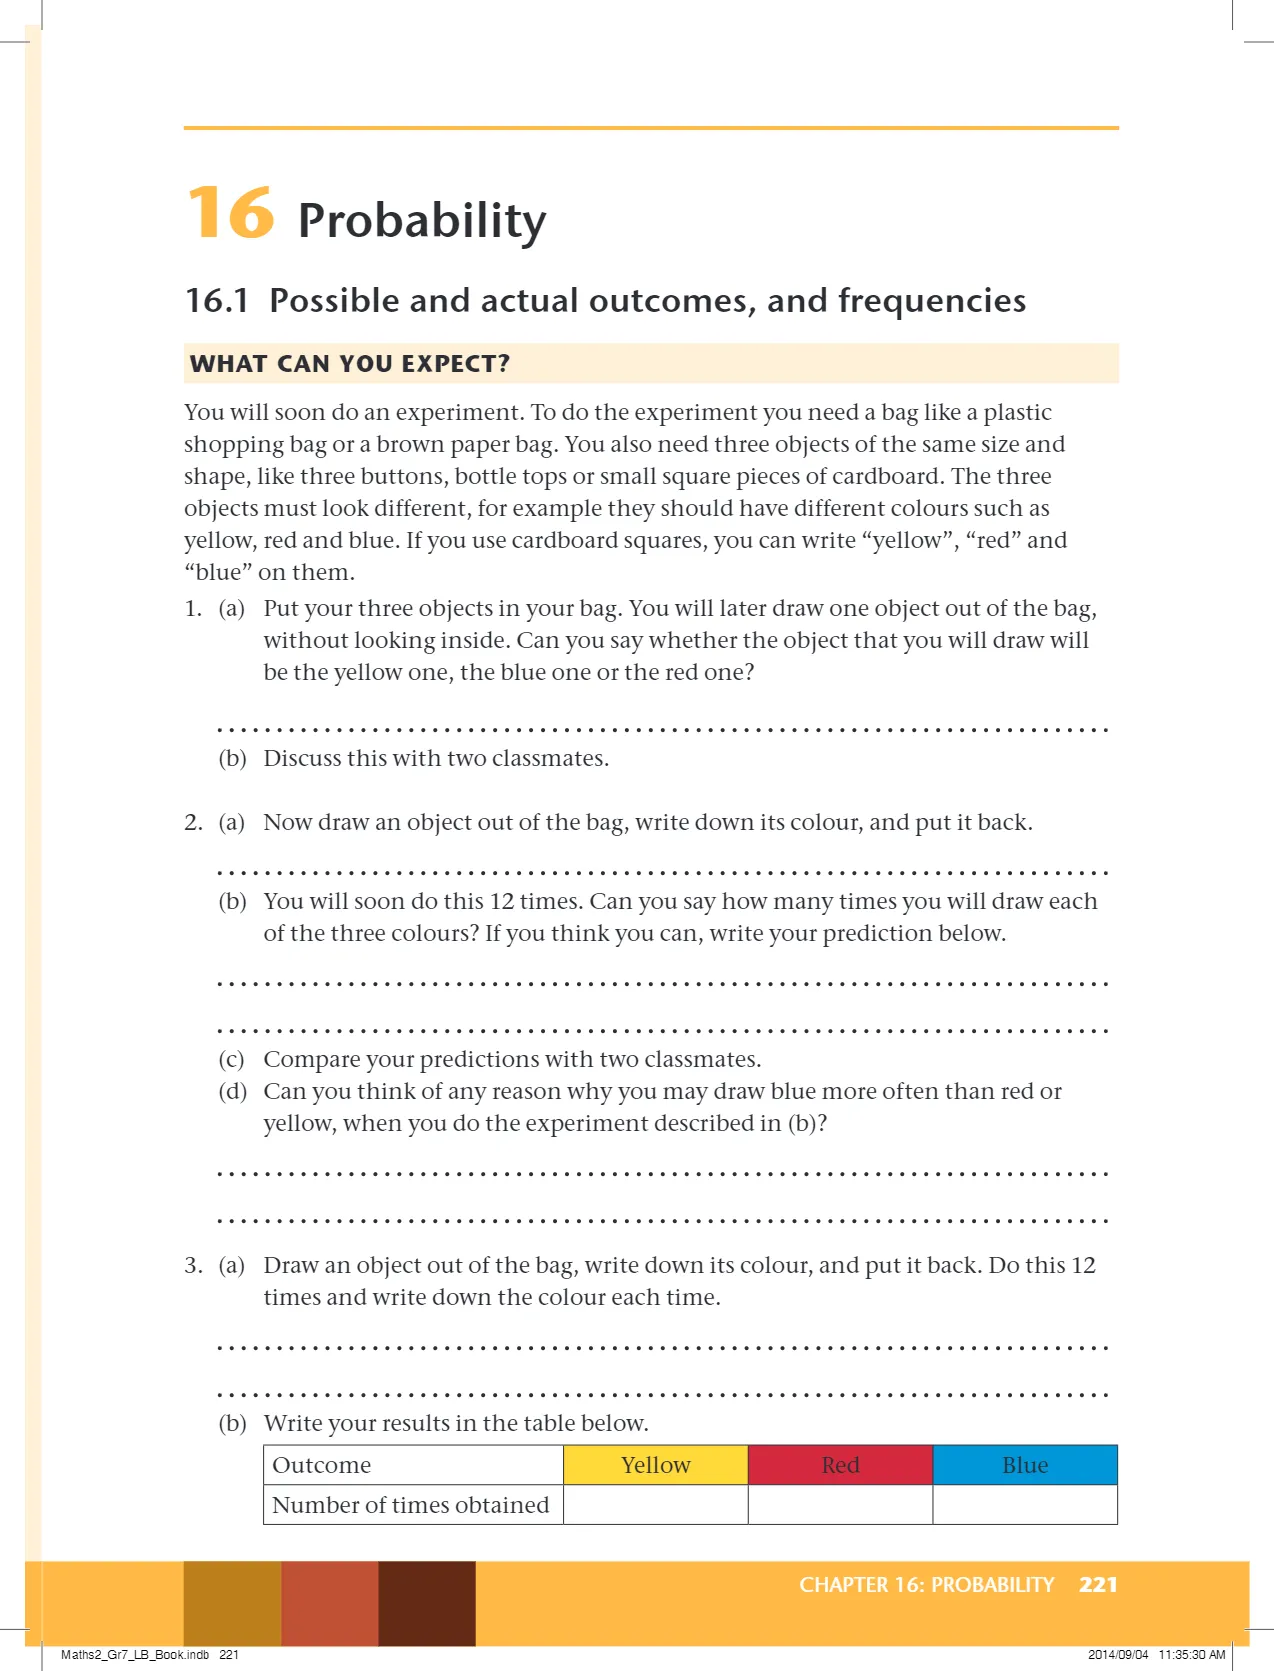 16 Probability
16.1 Possible and actual outcomes, and frequencies
WHAT CAN YOU EXPECT?
You will soon do an experiment. To do the experiment you need a bag like a plastic
shopping bag or a brown paper bag. You also need three objects of the same size and
shape, like three buttons, bottle tops or small square pieces of cardboard. The three
objects must look different, for example they should have different colours such as
yellow, red and blue. If you use cardboard squares, you can write “yellow”, “red” and
“blue” on them.
1. (a) Put your three objects in your bag. You will later draw one object out of the bag,
without looking inside. Can you say whether the object that you will draw will
be the yellow one, the blue one or the red one?
(b) Discuss this with two classmates.
2. (a) Now draw an object out of the bag, write down its colour, and put it back.
(b) You will soon do this 12 times. Can you say how many times you will draw each
of the three colours? If you think you can, write your prediction below.
(c) Compare your predictions with two classmates.
(d) Can you think of any reason why you may draw blue more often than red or
yellow, when you do the experiment described in (b)?
3. (a) Draw an object out of the bag, write down its colour, and put it back. Do this 12
times and write down the colour each time.
(b) Write your results in the table below.
Outcome Yellow Red Blue
Number of times obtained
CHAPTER 16: PROBABILITY 221
Maths2_Gr7_LB_Book.indb 221 2014/09/04 11:35:30 AM